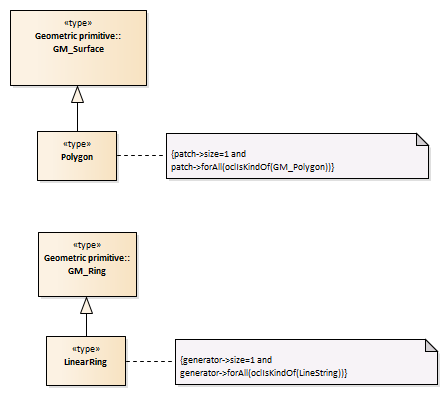 «type»
Geometric primitive::
GM_Surface
«type»
Polygon
{patch->size=1 and
patch->forAll(oclIsKindOf(GM_Polygon))}
«type»
Geometric primitive::
GM_Ring
«type»
LinearRing
{generator->size=1 and
generator->forAll(oclIsKindOf(LineString))}